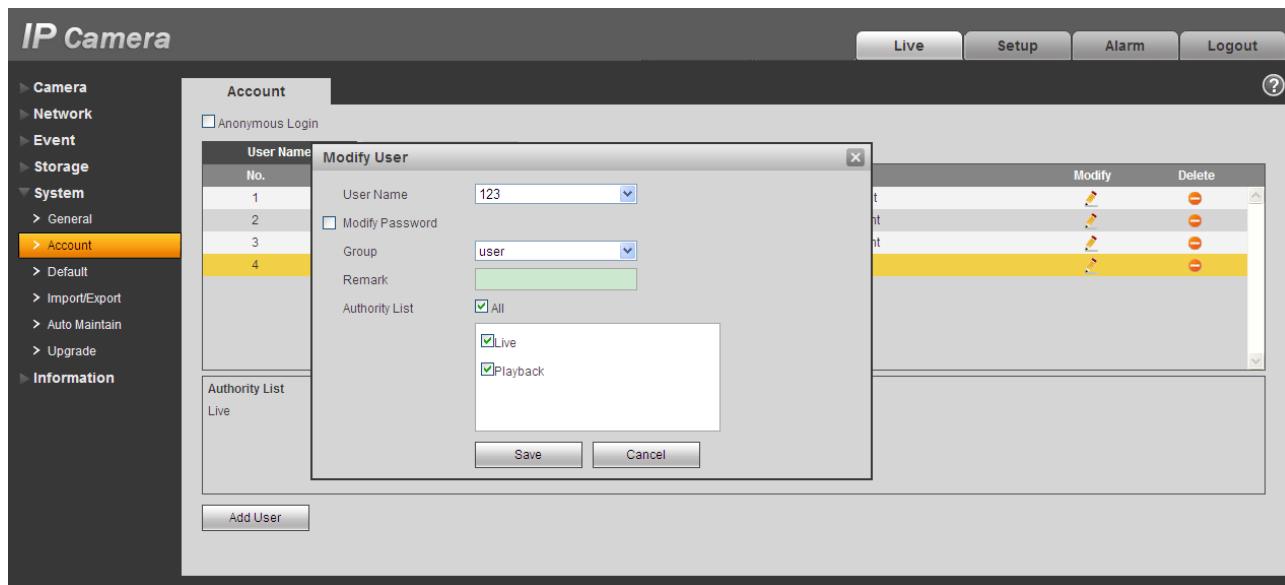 IP Camera
Live Setup Alarm Logout
Camera
Network
Event
Storage
System
General
Account
Default
Import/Export
Auto Maintain
Upgrade
Information
Account
?
Anonymous Login
User Name
No. Modify Delete
1
2
3
4
Modify User
User Name 123
Modify Password
Group user
Remark
Authority List All
Live
Playback
Save Cancel
Authority List
Live
Add User